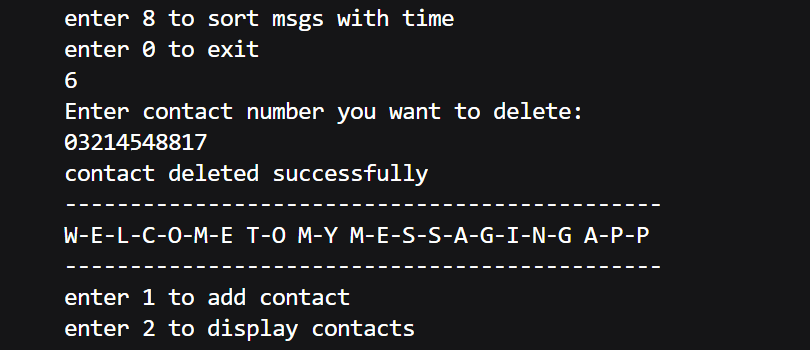 enter 8 to sort msgs with time
enter 0 to exit
6
Enter contact number you want to delete:
03214548817
contact deleted successfully
----------------------------------------------
W-E-L-C-O-M-E T-O M-Y M-E-S-S-A-G-I-N-G A-P-P
----------------------------------------------
enter 1 to add contact
enter 2 to display contacts